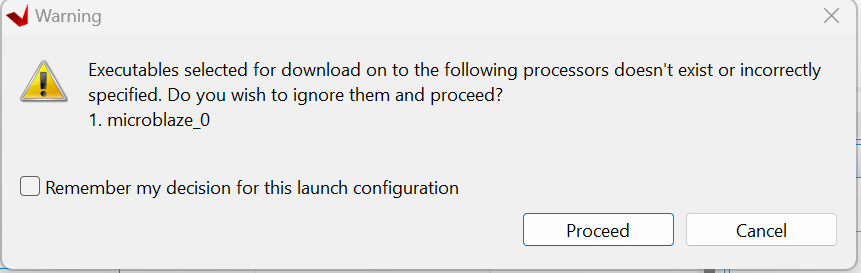 Warning
Executables selected for download on to the following processors doesn't exist or incorrectly
specified. Do you wish to ignore them and proceed?
1. microblaze_0
Remember my decision for this launch configuration
Proceed Cancel